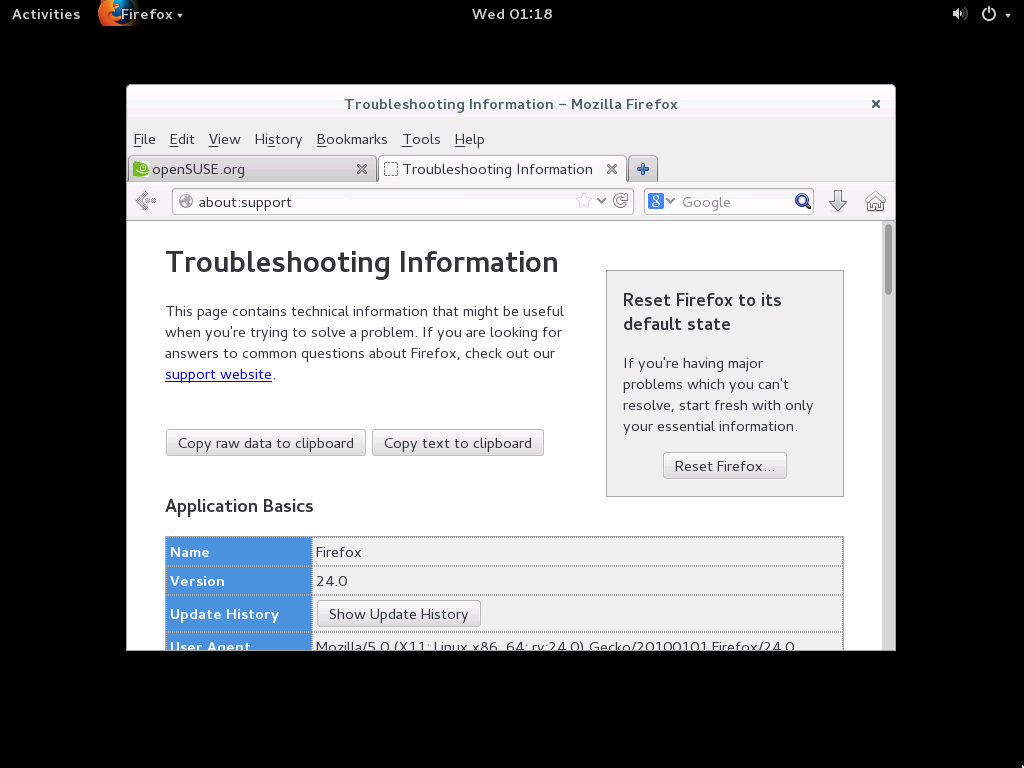 Activities Firefox Wed 01:18
Troubleshooting Information – Mozilla Firefox
File Edit View History Bookmarks Tools Help
openSUSE.org Troubleshooting Information
about:support 8 Google
Troubleshooting Information
This page contains technical information that might be useful
when you're trying to solve a problem. If you are looking for
answers to common questions about Firefox, check out our
support website.
Copy raw data to clipboard Copy text to clipboard
Reset Firefox to its
default state
If you're having major
problems which you can't
resolve, start fresh with only
your essential information.
Reset Firefox...
Application Basics
Name Firefox
Version 24.0
Update History Show Update History
User Agent Mozilla/5.0 (X11; Linux x86_64; rv:24.0) Gecko/20100101 Firefox/24.0